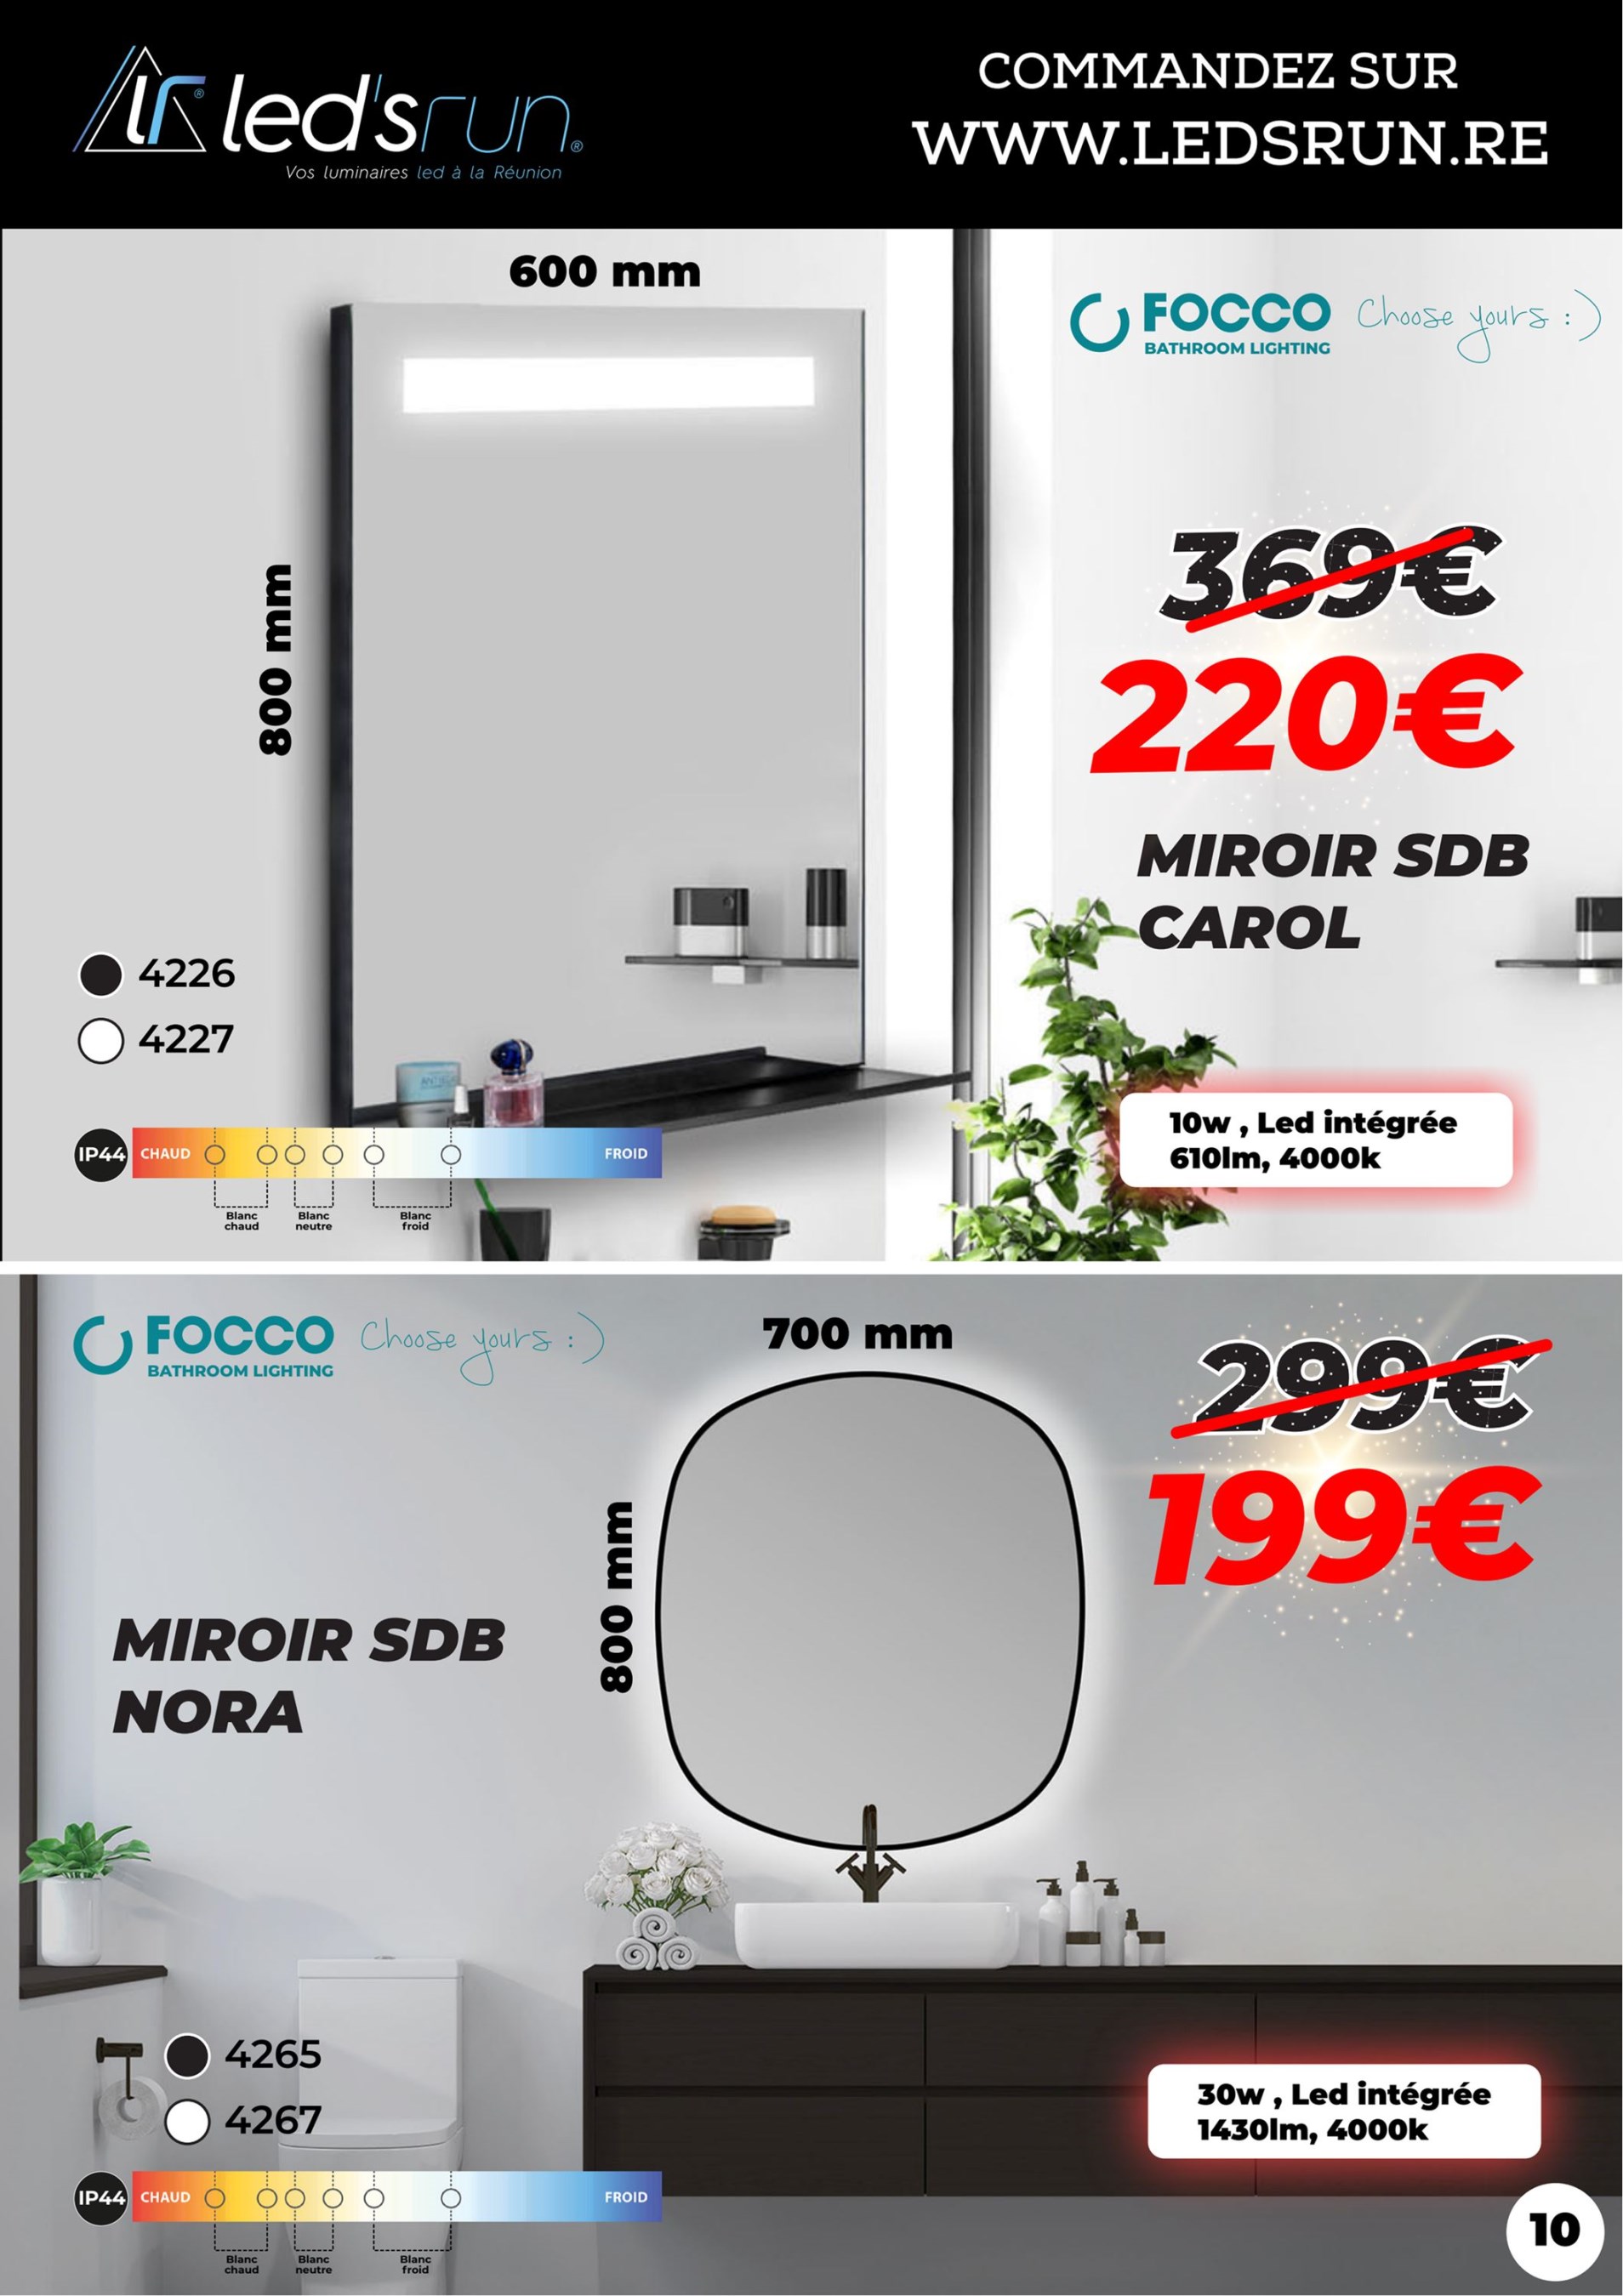 led'srun®
Vos luminaires led à la Réunion
COMMANDEZ SUR
WWW.LEDSRUN.RE
600 mm
FOCCO
BATHROOM LIGHTING
Choose yours :)
800 mm
369€
220€
MIROIR SDB
CAROL
4226
4227
10w , Led intégrée
610lm, 4000k
IP44
CHAUD
FROID
Blanc
chaud
Blanc
neutre
Blanc
froid
FOCCO
BATHROOM LIGHTING
Choose yours :)
700 mm
299€
199€
800 mm
MIROIR SDB
NORA
4265
4267
30w , Led intégrée
1430lm, 4000k
IP44
CHAUD
FROID
Blanc
chaud
Blanc
neutre
Blanc
froid
10